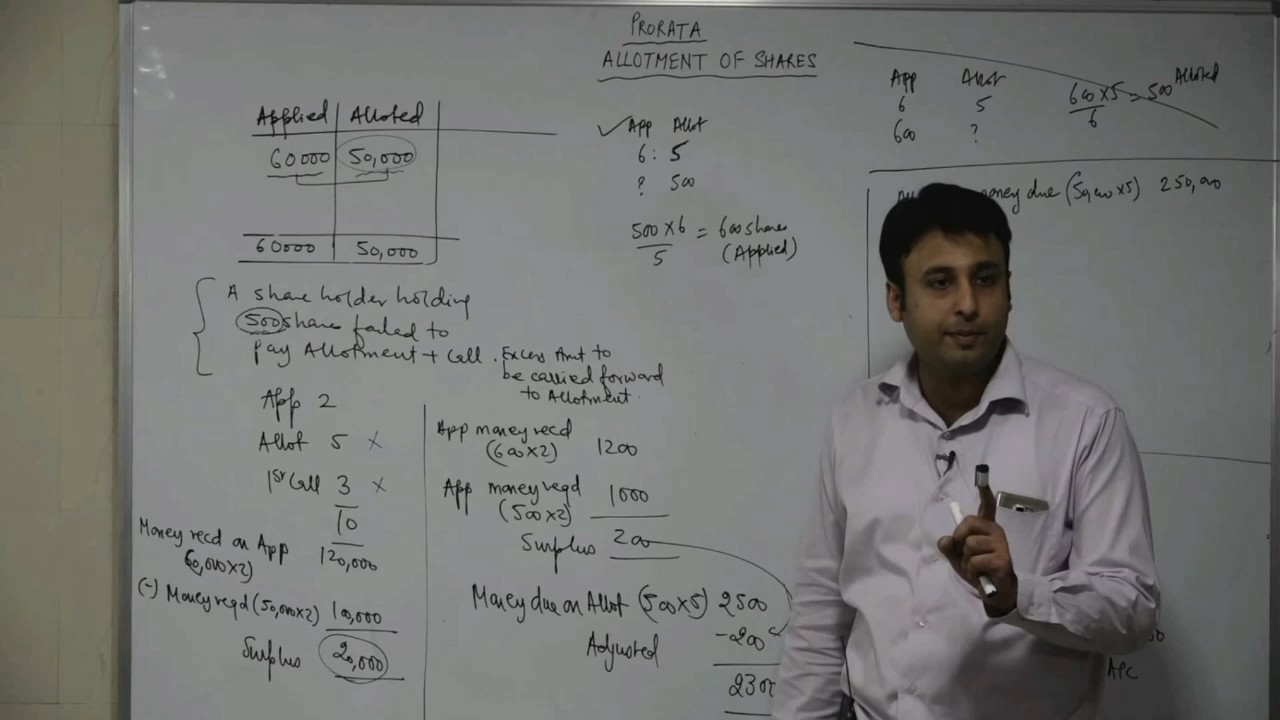 PRORATA
ALLOTMENT OF SHARES
Applied Alloted
60000 50,000
60000 50,000
App Allot
6 : 5
? 500
500 x 6 = 600 shares
5 (Applied)
App Allot
6 5
600 ?
600 x 5 = 500 Alloted
6
money due (50,000 x 5) 250,000
A share holder holding
500 share failed to
pay Allotment + Call. Excess Amt to
be carried forward
to Allotment.
App 2
Allot 5 x
1st Call 3 x
10
Money recd on App
(60,000 x 2) 120,000
(-) Money reqd (50,000 x 2) 100,000
Surplus 20,000
App money recd
(600 x 2) 1200
App money reqd 1000
(500 x 2)
Surplus 200
Money due on Allot (500 x 5) 2500
Adjusted -200
2300